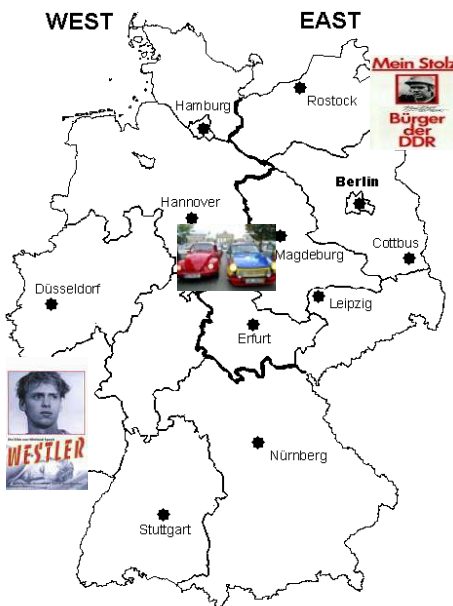 WEST
EAST
Mein Stolz
Bürger
der
DDR
Hamburg
Rostock
Berlin
Hannover
Magdeburg
Cottbus
Düsseldorf
Leipzig
Erfurt
WESTLER
Nürnberg
Stuttgart